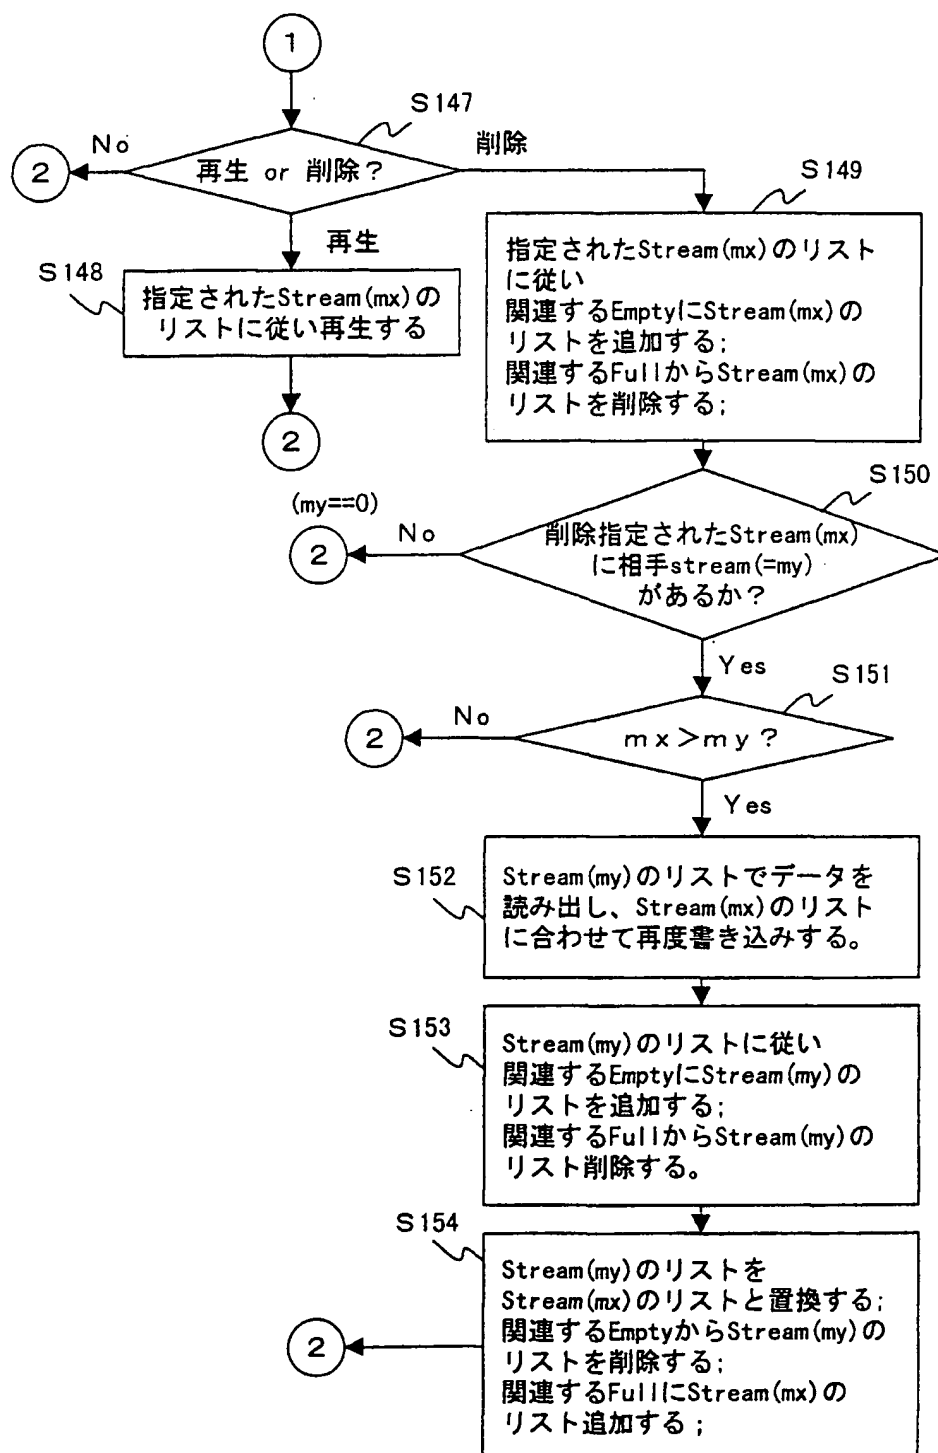 1
S147
No
2
再生 or 削除?
削除
再生
S148
指定されたStream(mx)の
リストに従い再生する
2
S149
指定されたStream(mx)のリスト
に従い
関連するEmptyにStream(mx)の
リストを追加する;
関連するFullからStream(mx)の
リストを削除する;
S150
(my==0)
2
No
削除指定されたStream(mx)
に相手stream(=my)
があるか?
Yes
S151
2
No
mx>my?
Yes
S152
Stream(my)のリストでデータを
読み出し、Stream(mx)のリスト
に合わせて再度書き込みする。
S153
Stream(my)のリストに従い
関連するEmptyにStream(my)の
リストを追加する;
関連するFullからStream(my)の
リスト削除する。
S154
Stream(my)のリストを
Stream(mx)のリストと置換する;
関連するEmptyからStream(my)の
リストを削除する;
関連するFullにStream(mx)の
リスト追加する;
2